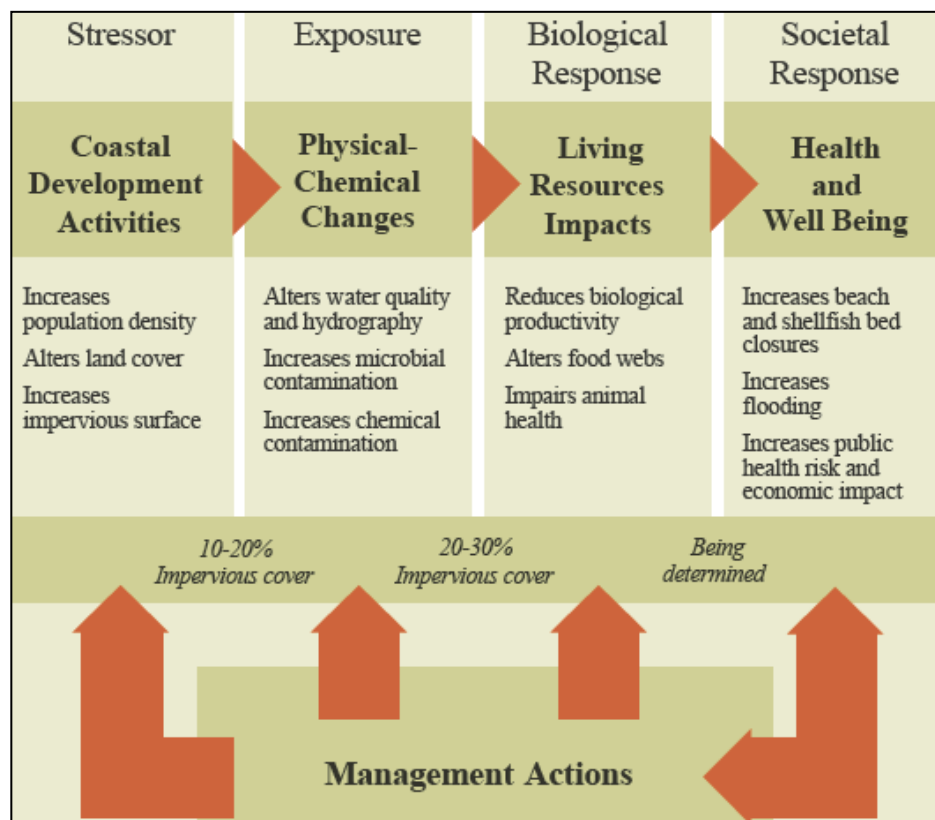 Stressor
Exposure
Biological
Response
Societal
Response
Coastal
Development
Activities
Physical-
Chemical
Changes
Living
Resources
Impacts
Health
and
Well Being
Increases
population density
Alters land cover
Increases
impervious surface
Alters water quality
and hydrography
Increases microbial
contamination
Increases chemical
contamination
Reduces biological
productivity
Alters food webs
Impairs animal
health
Increases beach
and shellfish bed
closures
Increases
flooding
Increases public
health risk and
economic impact
10-20%
Impervious cover
20-30%
Impervious cover
Being
determined
Management Actions